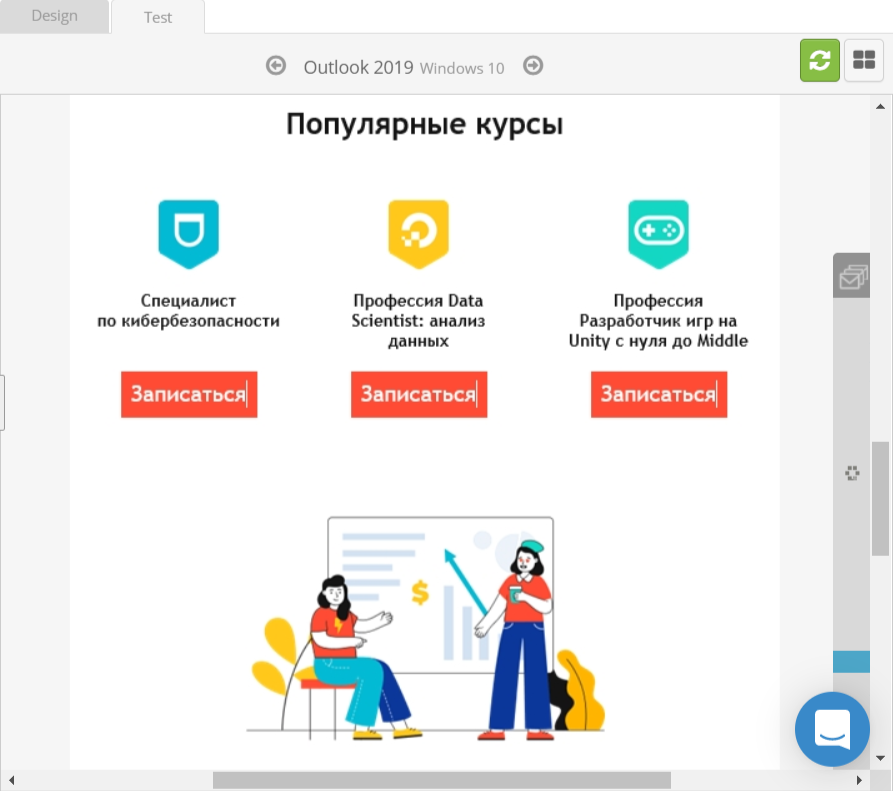 Design
Test
Outlook 2019 Windows 10
Популярные курсы
Специалист
по кибербезопасности
Профессия Data
Scientist: анализ
данных
Профессия
Разработчик игр на
Unity с нуля до Middle
Записаться
Записаться
Записаться
$